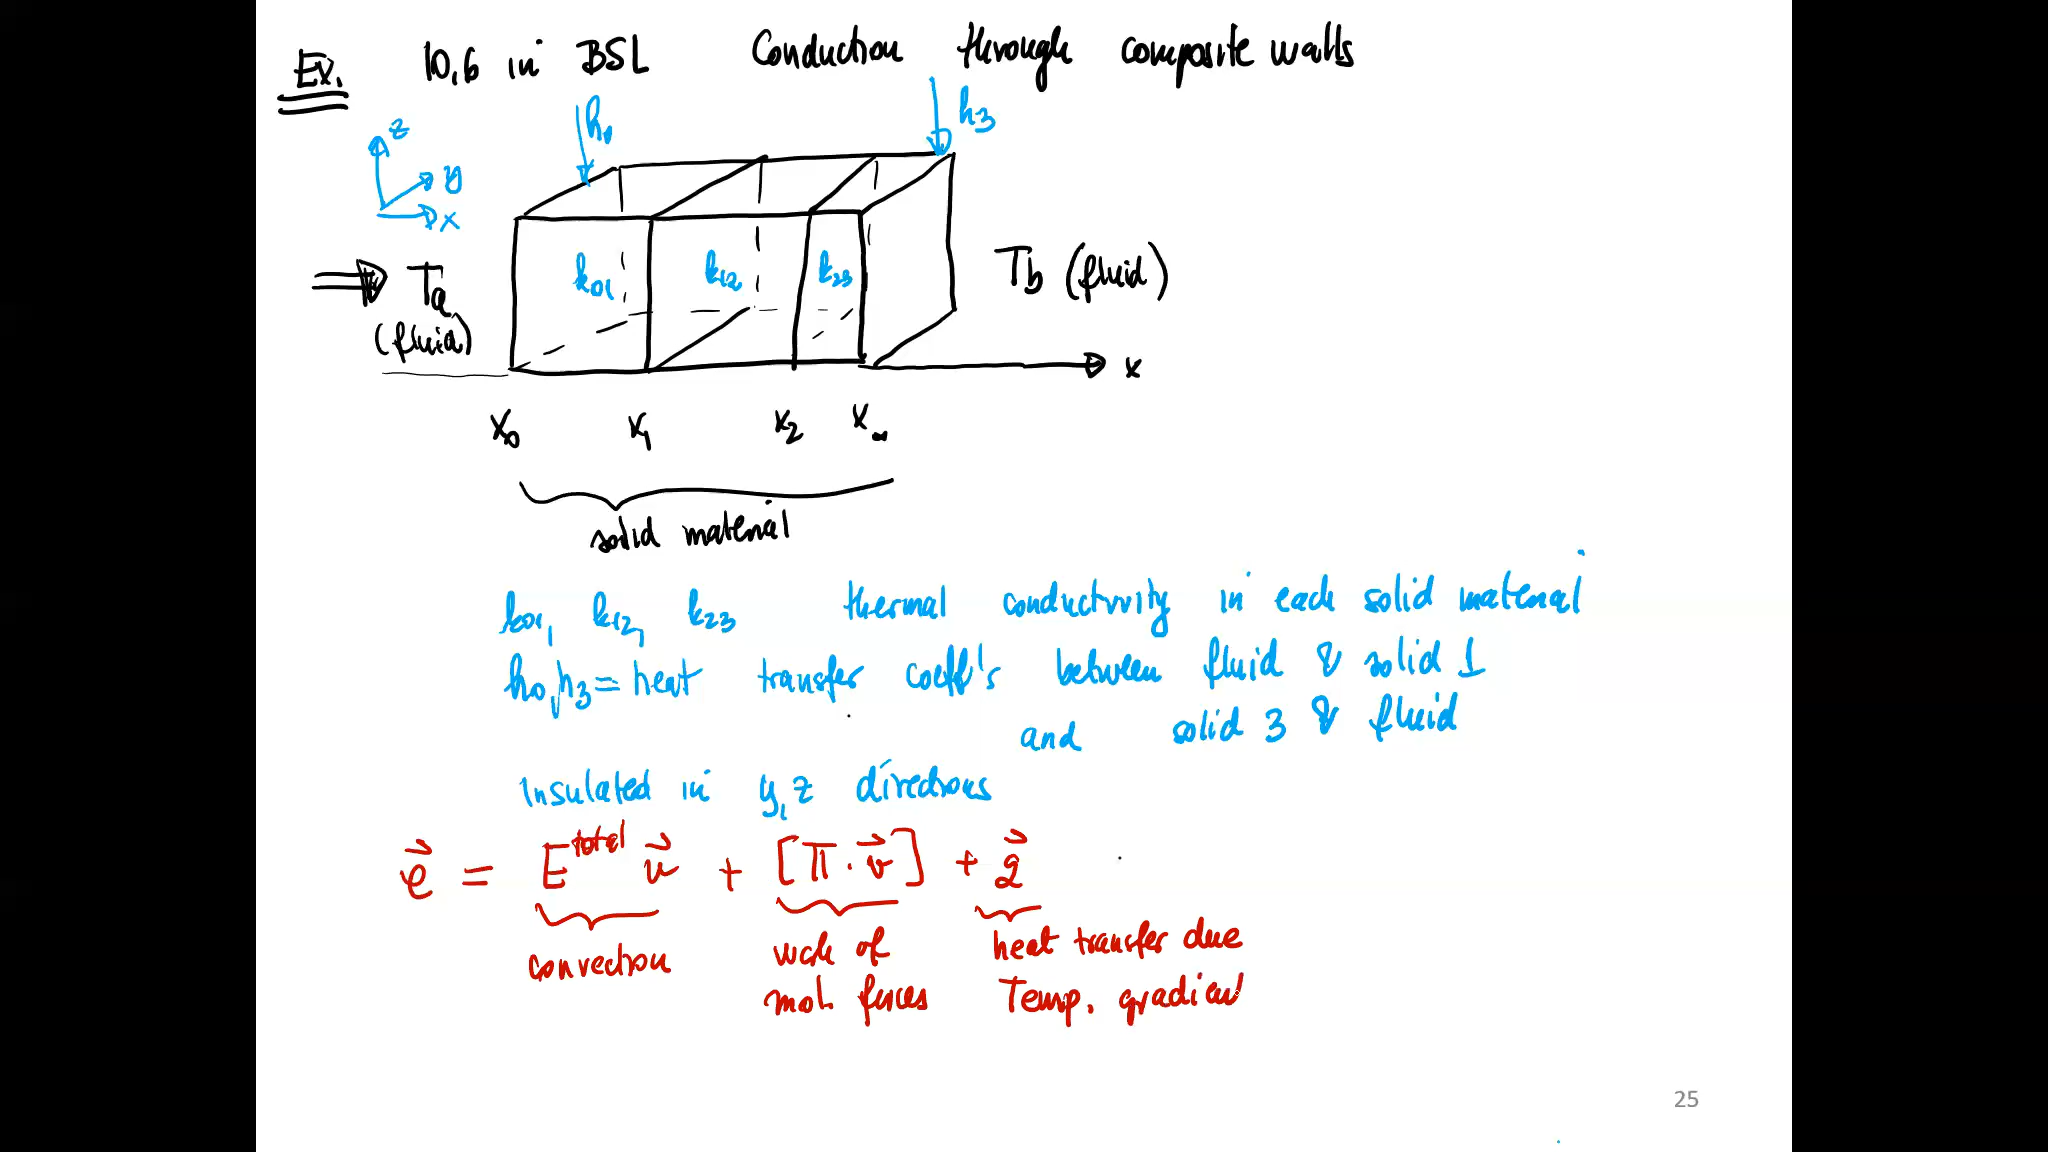 Ex. 10.6 in BSL Conduction through composite walls
h₀ h₃
z
y
x
k₀₁ k₁₂ k₂₃
Ta
(fluid)
Tb (fluid)
x
x₀ x₁ x₂ x∞
solid material
k₀₁, k₁₂, k₂₃ thermal conductivity in each solid material
h₀, h₃ = heat transfer coeff's between fluid & solid 1
and solid 3 & fluid
Insulated in y, z directions
e⃗ = E^total v⃗ + [π · v⃗] + q⃗
convection
work of
mol. forces
heat transfer due
Temp. gradient
25